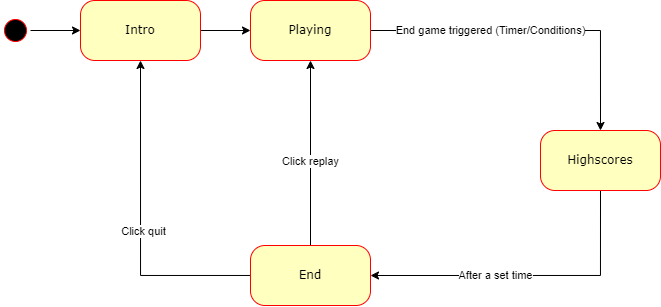 Intro
Playing
End game triggered (Timer/Conditions)
Highscores
Click replay
Click quit
End
After a set time